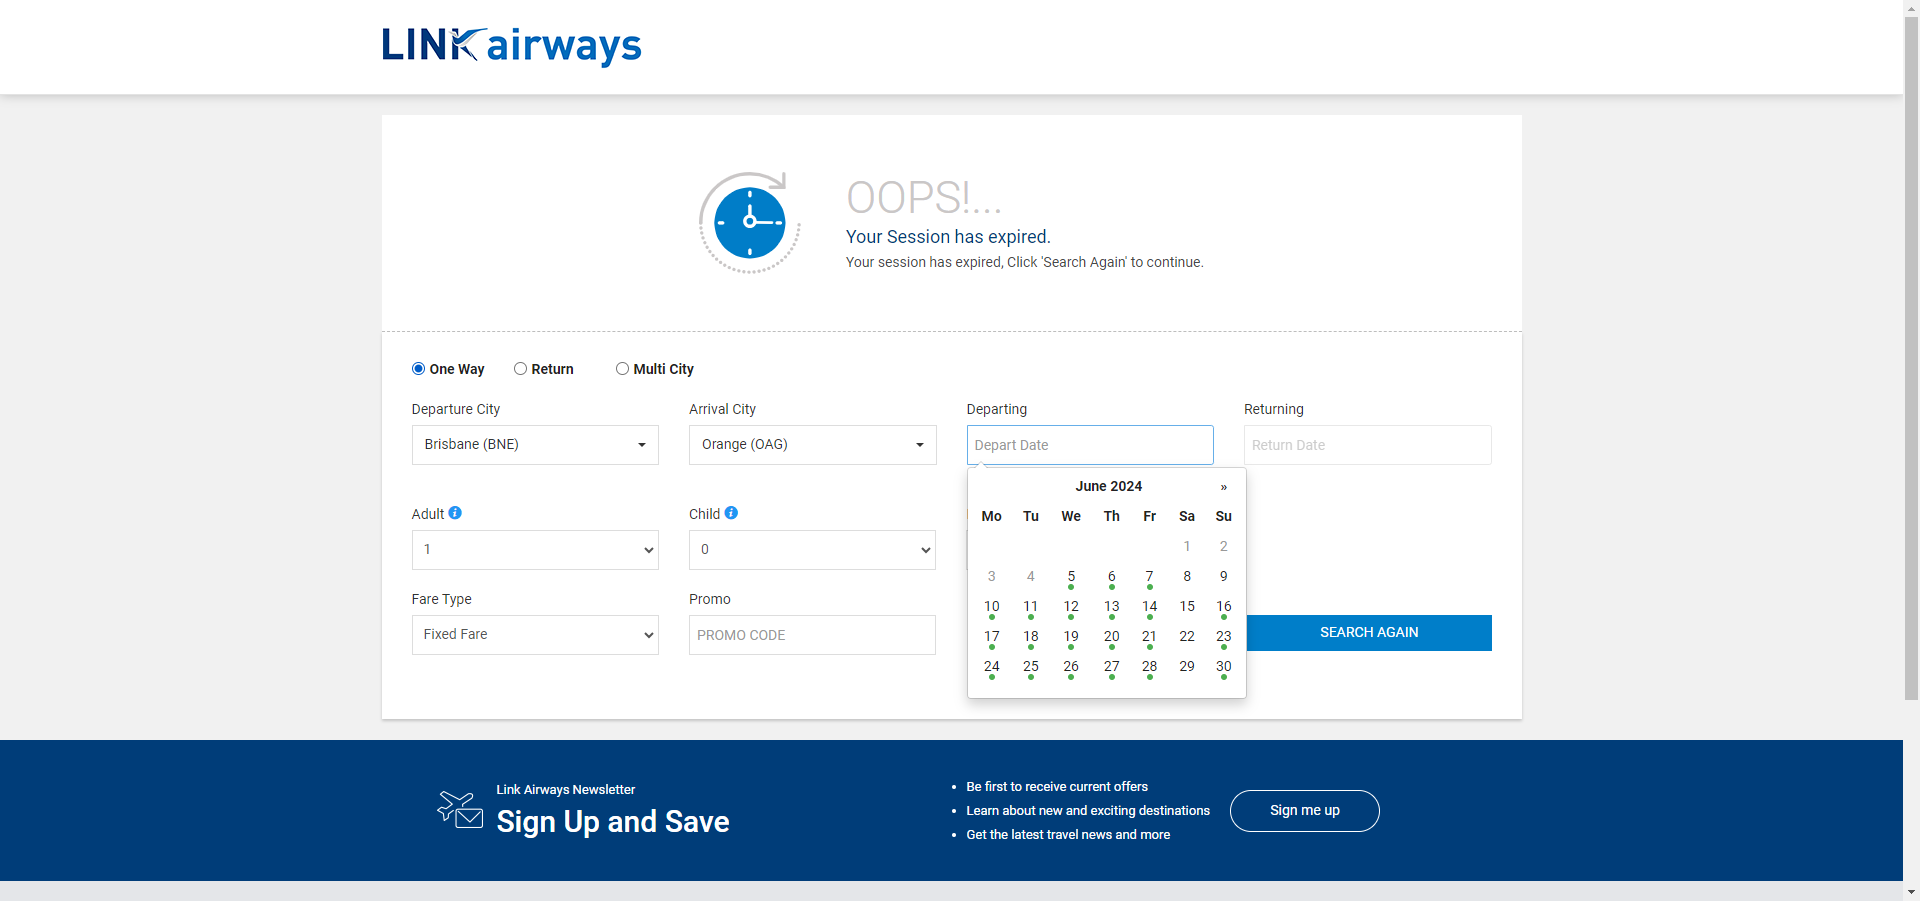 LINK airways
OOPS!...
Your Session has expired.
Your session has expired, Click 'Search Again' to continue.
One Way Return Multi City
Departure City Arrival City Departing Returning
Brisbane (BNE) Orange (OAG) Depart Date Return Date
June 2024 »
Mo Tu We Th Fr Sa Su
1 2
3 4 5 6 7 8 9
10 11 12 13 14 15 16
17 18 19 20 21 22 23
24 25 26 27 28 29 30
Adult Child
1 0
Fare Type Promo
Fixed Fare PROMO CODE SEARCH AGAIN
Link Airways Newsletter
Sign Up and Save
• Be first to receive current offers
• Learn about new and exciting destinations
• Get the latest travel news and more
Sign me up